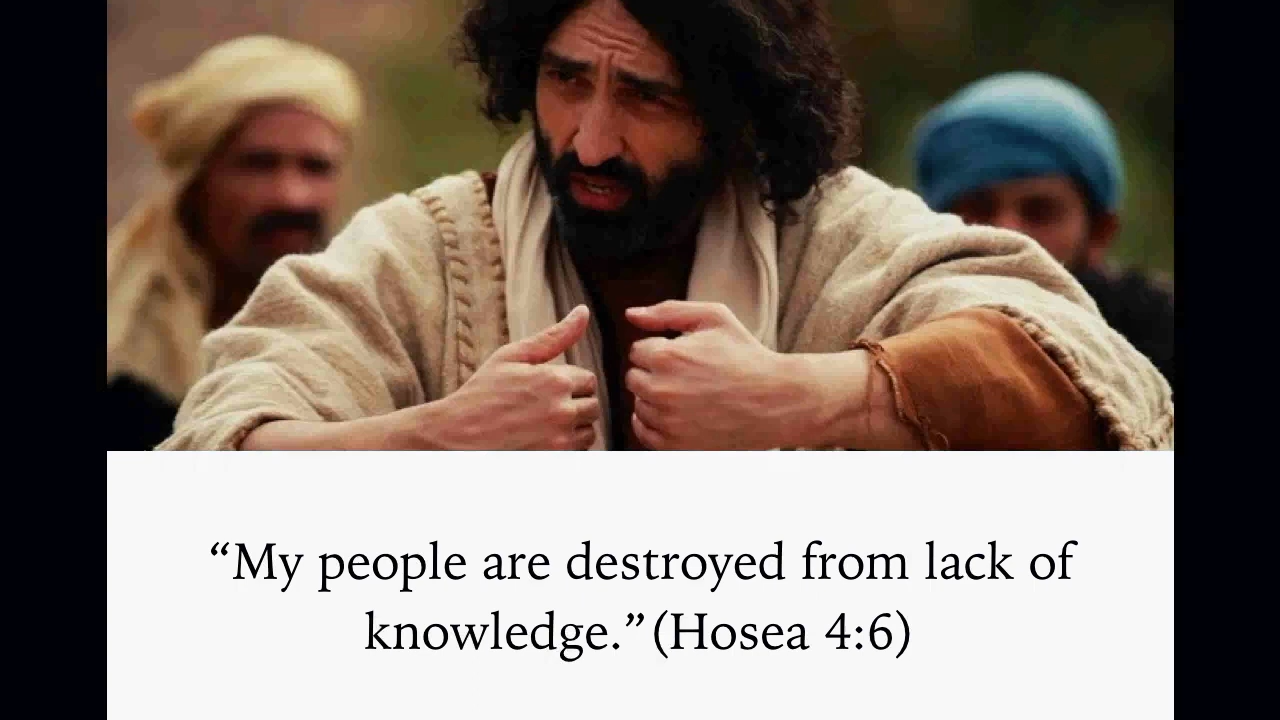 “My people are destroyed from lack of
knowledge.”(Hosea 4:6)